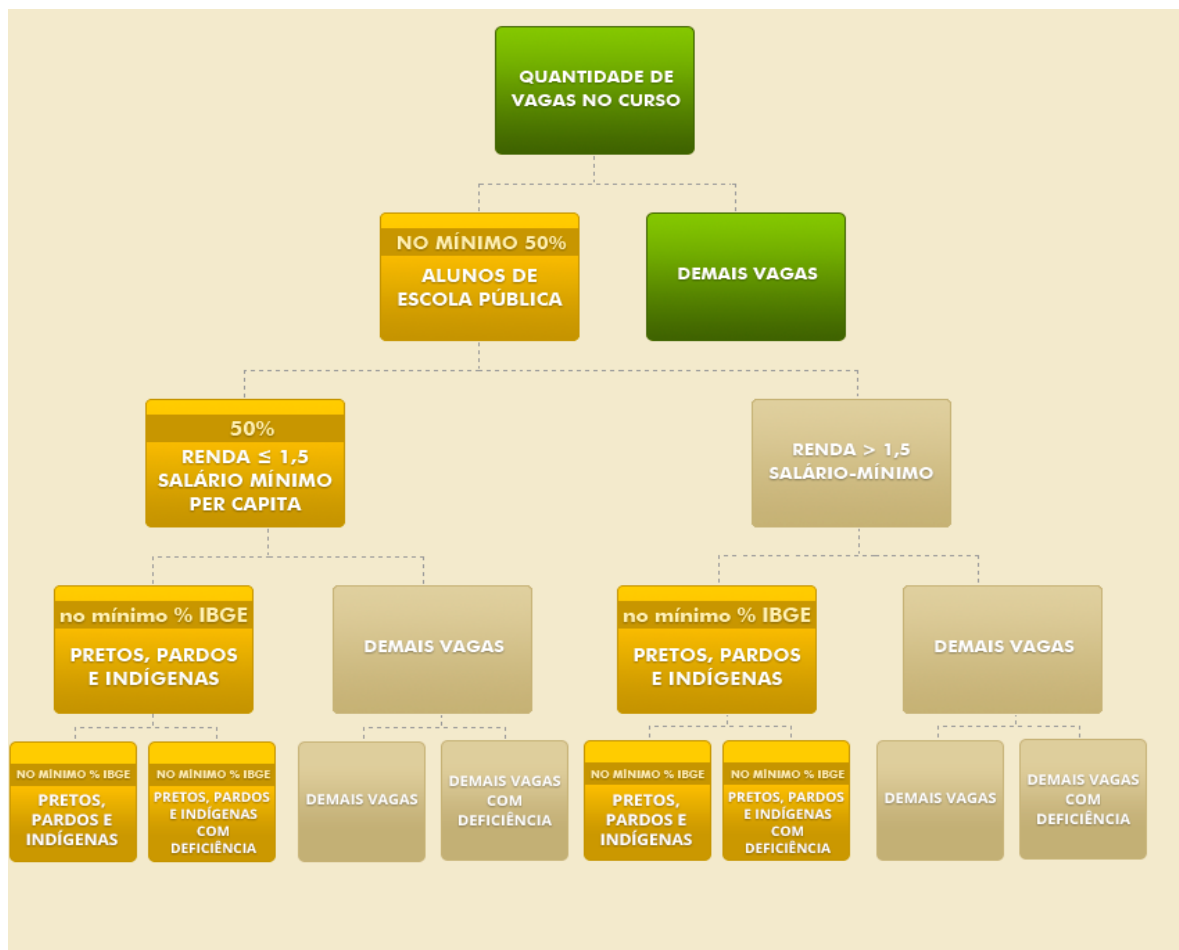 QUANTIDADE DE
VAGAS NO CURSO
NO MÍNIMO 50%
ALUNOS DE
ESCOLA PÚBLICA
DEMAIS VAGAS
50%
RENDA ≤ 1,5
SALÁRIO MÍNIMO
PER CAPITA
RENDA > 1,5
SALÁRIO-MÍNIMO
no mínimo % IBGE
PRETOS, PARDOS
E INDÍGENAS
DEMAIS VAGAS
no mínimo % IBGE
PRETOS, PARDOS
E INDÍGENAS
DEMAIS VAGAS
NO MÍNIMO % IBGE
PRETOS,
PARDOS E
INDÍGENAS
NO MÍNIMO % IBGE
PRETOS, PARDOS
E INDÍGENAS
COM
DEFICIÊNCIA
DEMAIS VAGAS
DEMAIS VAGAS
COM
DEFICIÊNCIA
NO MÍNIMO % IBGE
PRETOS,
PARDOS E
INDÍGENAS
NO MÍNIMO % IBGE
PRETOS, PARDOS
E INDÍGENAS
COM
DEFICIÊNCIA
DEMAIS VAGAS
DEMAIS VAGAS
COM
DEFICIÊNCIA